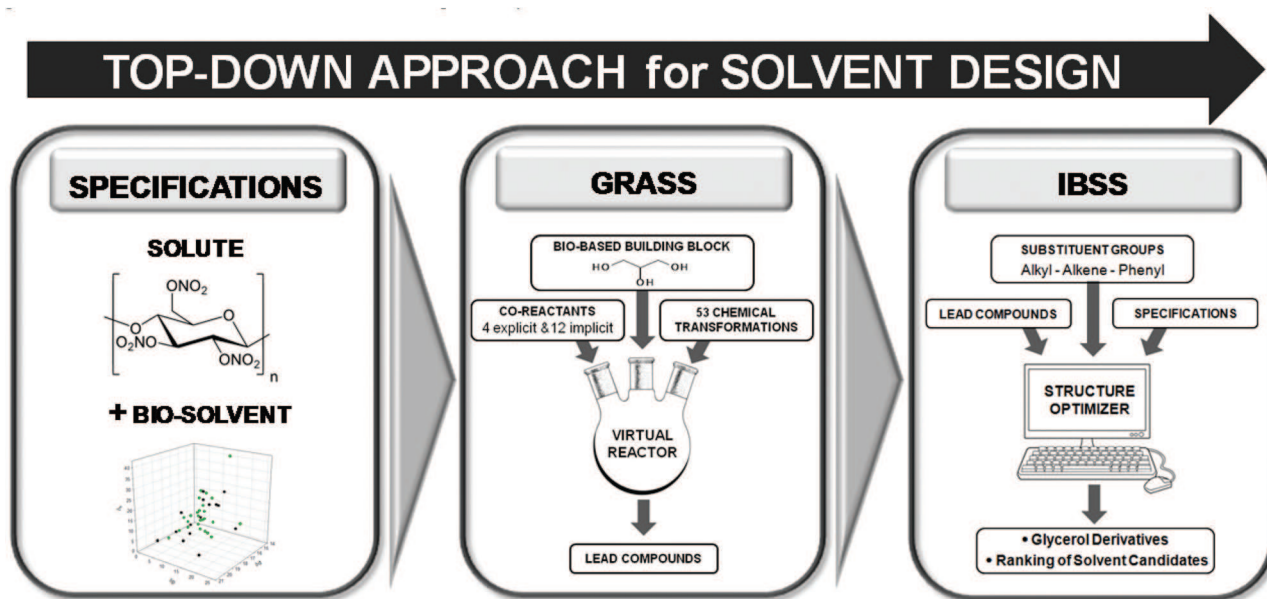 TOP-DOWN APPROACH for SOLVENT DESIGN
SPECIFICATIONS
SOLUTE
ONO₂
O
O
O₂NO
ONO₂
n
+ BIO-SOLVENT
GRASS
BIO-BASED BUILDING BLOCK
HO
OH
OH
CO-REACTANTS
4 explicit & 12 implicit
53 CHEMICAL
TRANSFORMATIONS
VIRTUAL
REACTOR
LEAD COMPOUNDS
IBSS
SUBSTITUENT GROUPS
Alkyl - Alkene - Phenyl
LEAD COMPOUNDS
SPECIFICATIONS
STRUCTURE
OPTIMIZER
• Glycerol Derivatives
• Ranking of Solvent Candidates